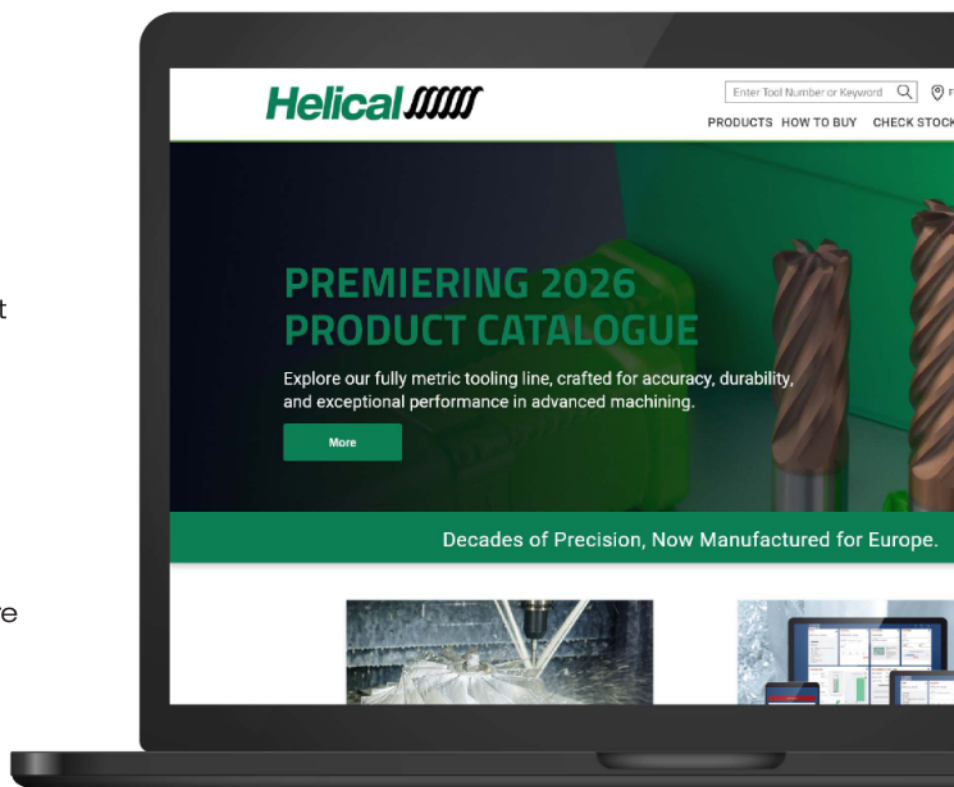 Helical
Enter Tool Number or Keyword
PRODUCTS HOW TO BUY CHECK STOCK
PREMIERING 2026
PRODUCT CATALOGUE
Explore our fully metric tooling line, crafted for accuracy, durability,
and exceptional performance in advanced machining.
More
Decades of Precision, Now Manufactured for Europe.